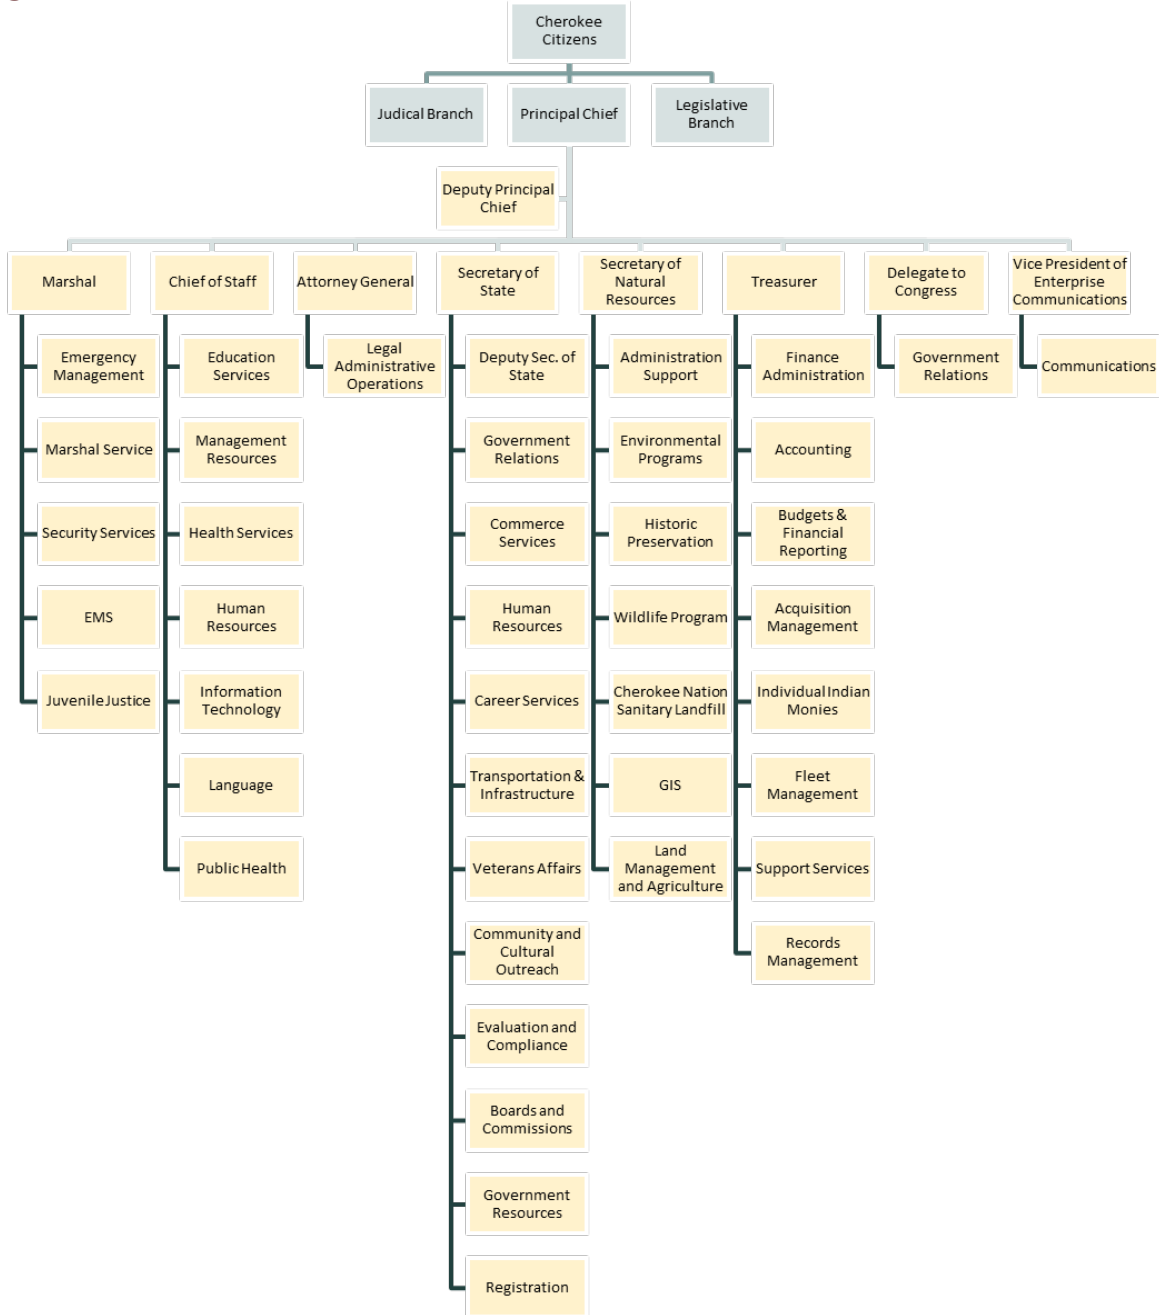 Cherokee
Citizens
Judical Branch
Principal Chief
Legislative
Branch
Deputy Principal
Chief
Marshal
Chief of Staff
Attorney General
Secretary of
State
Secretary of
Natural
Resources
Treasurer
Delegate to
Congress
Vice President of
Enterprise
Communications
Emergency
Management
Marshal Service
Security Services
EMS
Juvenile Justice
Education
Services
Management
Resources
Health Services
Human
Resources
Information
Technology
Language
Public Health
Legal
Administrative
Operations
Deputy Sec. of
State
Government
Relations
Commerce
Services
Human
Resources
Career Services
Transportation &
Infrastructure
Veterans Affairs
Community and
Cultural
Outreach
Evaluation and
Compliance
Boards and
Commissions
Government
Resources
Registration
Administration
Support
Environmental
Programs
Historic
Preservation
Wildlife Program
Cherokee Nation
Sanitary Landfill
GIS
Land
Management
and Agriculture
Finance
Administration
Accounting
Budgets &
Financial
Reporting
Acquisition
Management
Individual Indian
Monies
Fleet
Management
Support Services
Records
Management
Government
Relations
Communications